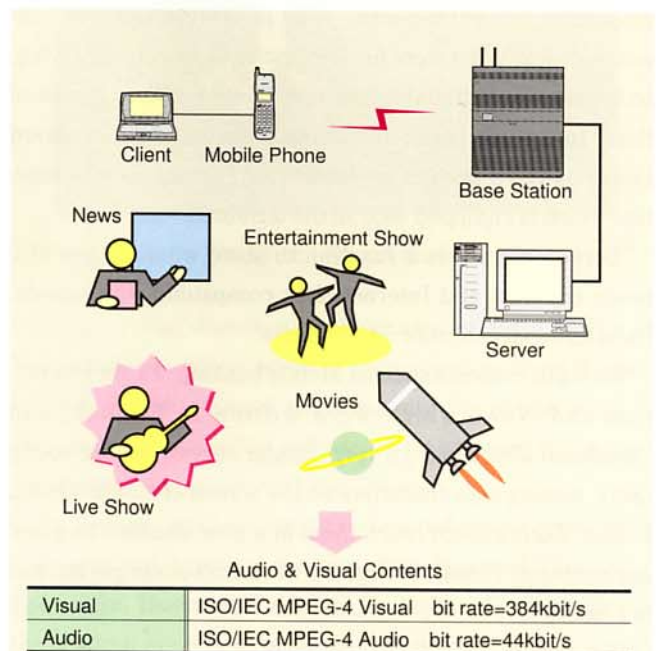 Client Mobile Phone
Base Station
News
Entertainment Show
Server
Movies
Live Show
Audio & Visual Contents
Visual ISO/IEC MPEG-4 Visual bit rate=384kbit/s
Audio ISO/IEC MPEG-4 Audio bit rate=44kbit/s